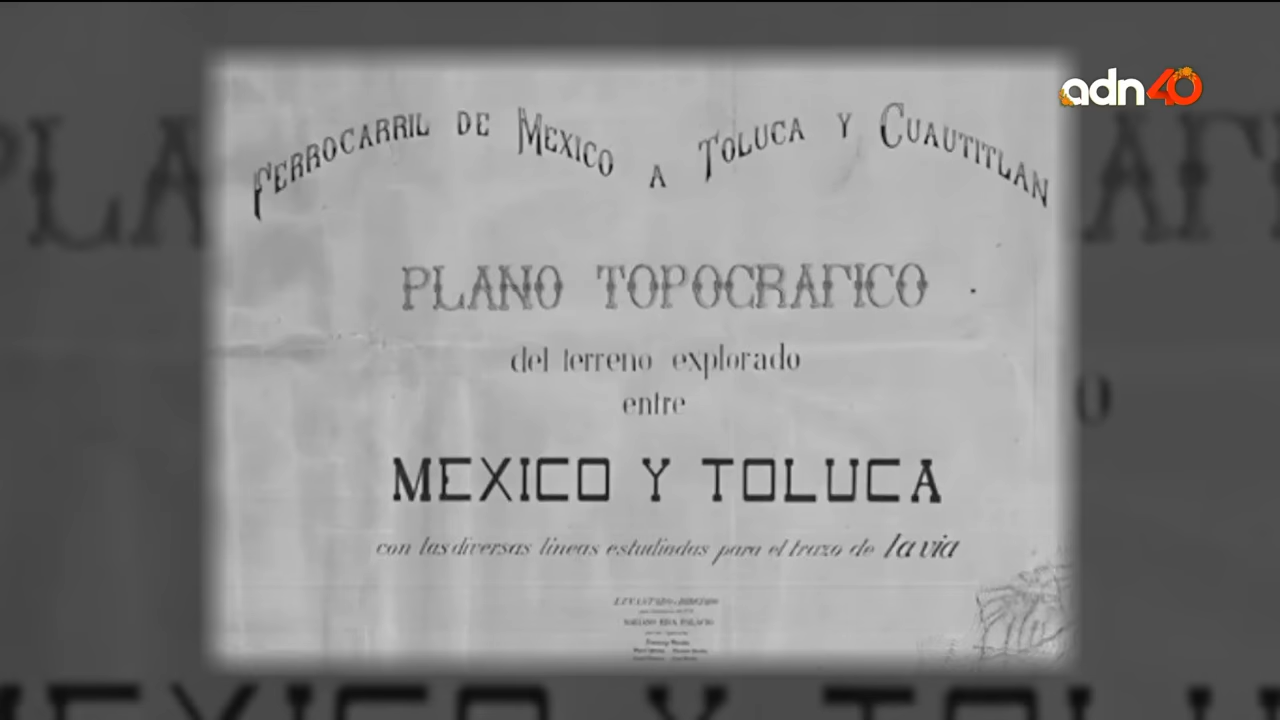 adn40
FERROCARRIL DE MEXICO A TOLUCA Y CUAUTITLAN
PLANO TOPOGRAFICO
del terreno explorado
entre
MEXICO Y TOLUCA
con las diversas lineas estudiadas para el trazo de la via
LEVANTADO Y DIBUJADO
MARIANO RIVA PALACIO